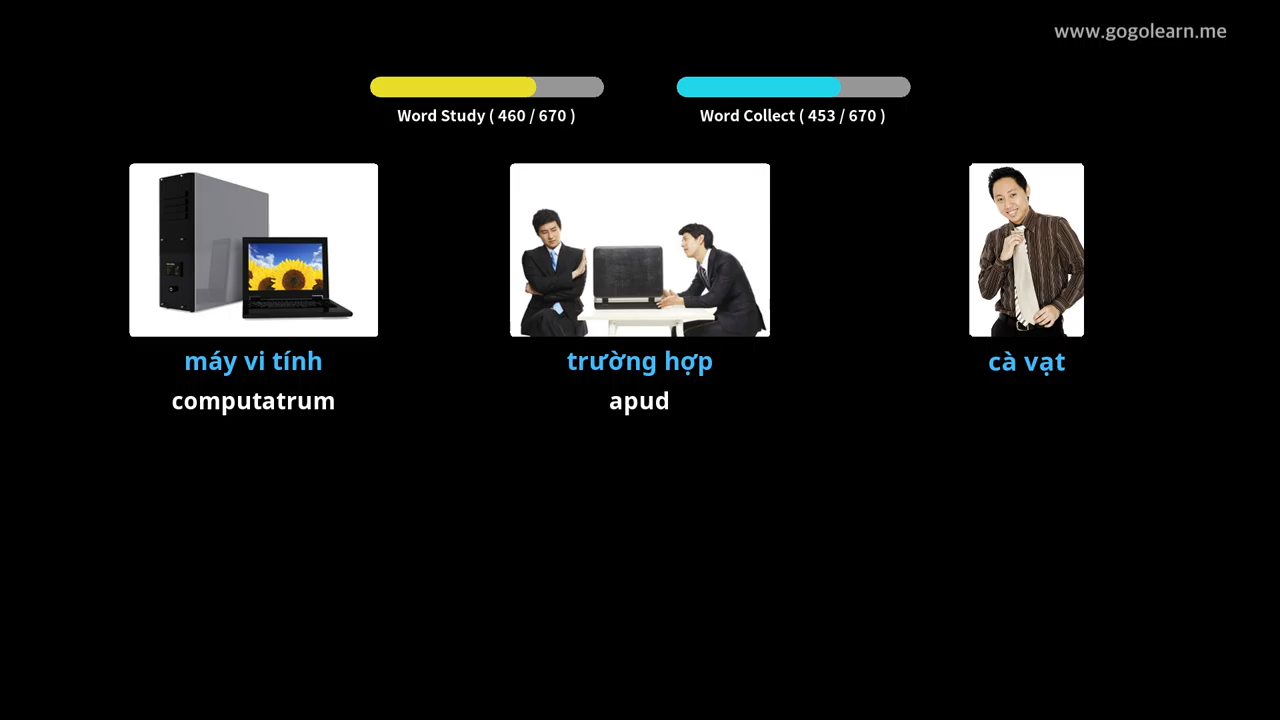 www.gogolearn.me
Word Study ( 460 / 670 )
Word Collect ( 453 / 670 )
máy vi tính
trường hợp
cà vạt
computatrum
apud